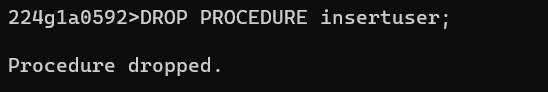 224g1a0592>DROP PROCEDURE insertuser;
Procedure dropped.